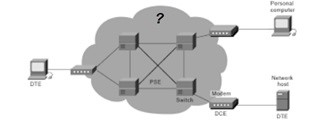 ?
Personal
computer
DTE
PSE
Switch
Modem
DCE
Network
host
DTE